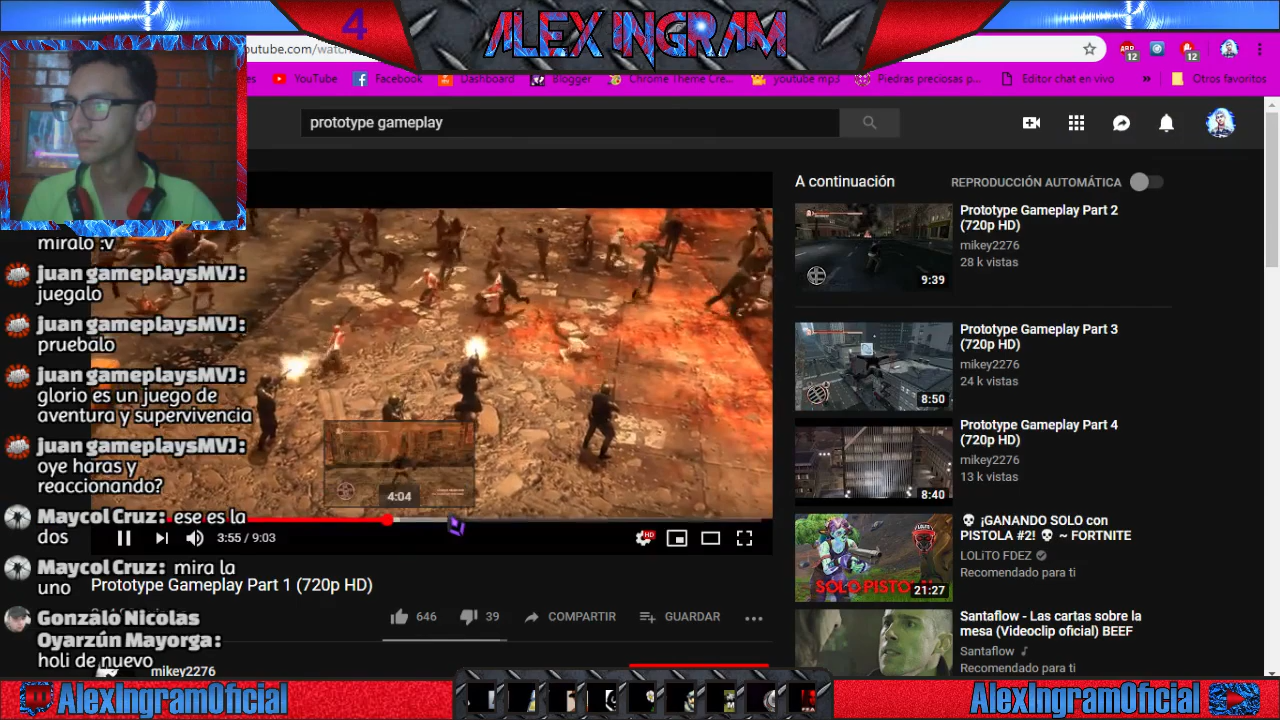 4
ALEX INGRAM
outube.com/watc
ABD
12
12
es
YouTube
Facebook
Dashboard
Blogger
Chrome Theme Cre...
youtube mp3
Piedras preciosas p...
Editor chat en vivo
»
Otros favoritos
prototype gameplay
A continuación
REPRODUCCIÓN AUTOMÁTICA
Prototype Gameplay Part 2
(720p HD)
mikey2276
28 k vistas
9:39
Prototype Gameplay Part 3
(720p HD)
mikey2276
24 k vistas
8:50
Prototype Gameplay Part 4
(720p HD)
mikey2276
13 k vistas
8:40
¡GANANDO SOLO con
PISTOLA #2! 💀 ~ FORTNITE
LOLiTO FDEZ
Recomendado para ti
21:27
Santaflow - Las cartas sobre la
mesa (Videoclip oficial) BEEF
Santaflow
Recomendado para ti
miralo :v
juan gameplaysMVJ:
juegalo
juan gameplaysMVJ:
pruebalo
juan gameplaysMVJ:
glorio es un juego de
aventura y supervivencia
juan gameplaysMVJ:
oye haras y
reaccionando?
Maycol Cruz: ese es la
dos
Maycol Cruz: mira la
uno
Gonzalo Nicolas
Oyarzún Mayorga:
holi de nuevo
4:04
3:55 / 9:03
HD
Prototype Gameplay Part 1 (720p HD)
646
39
COMPARTIR
GUARDAR
mikey2276
AlexIngramOficial
AlexIngramOficial